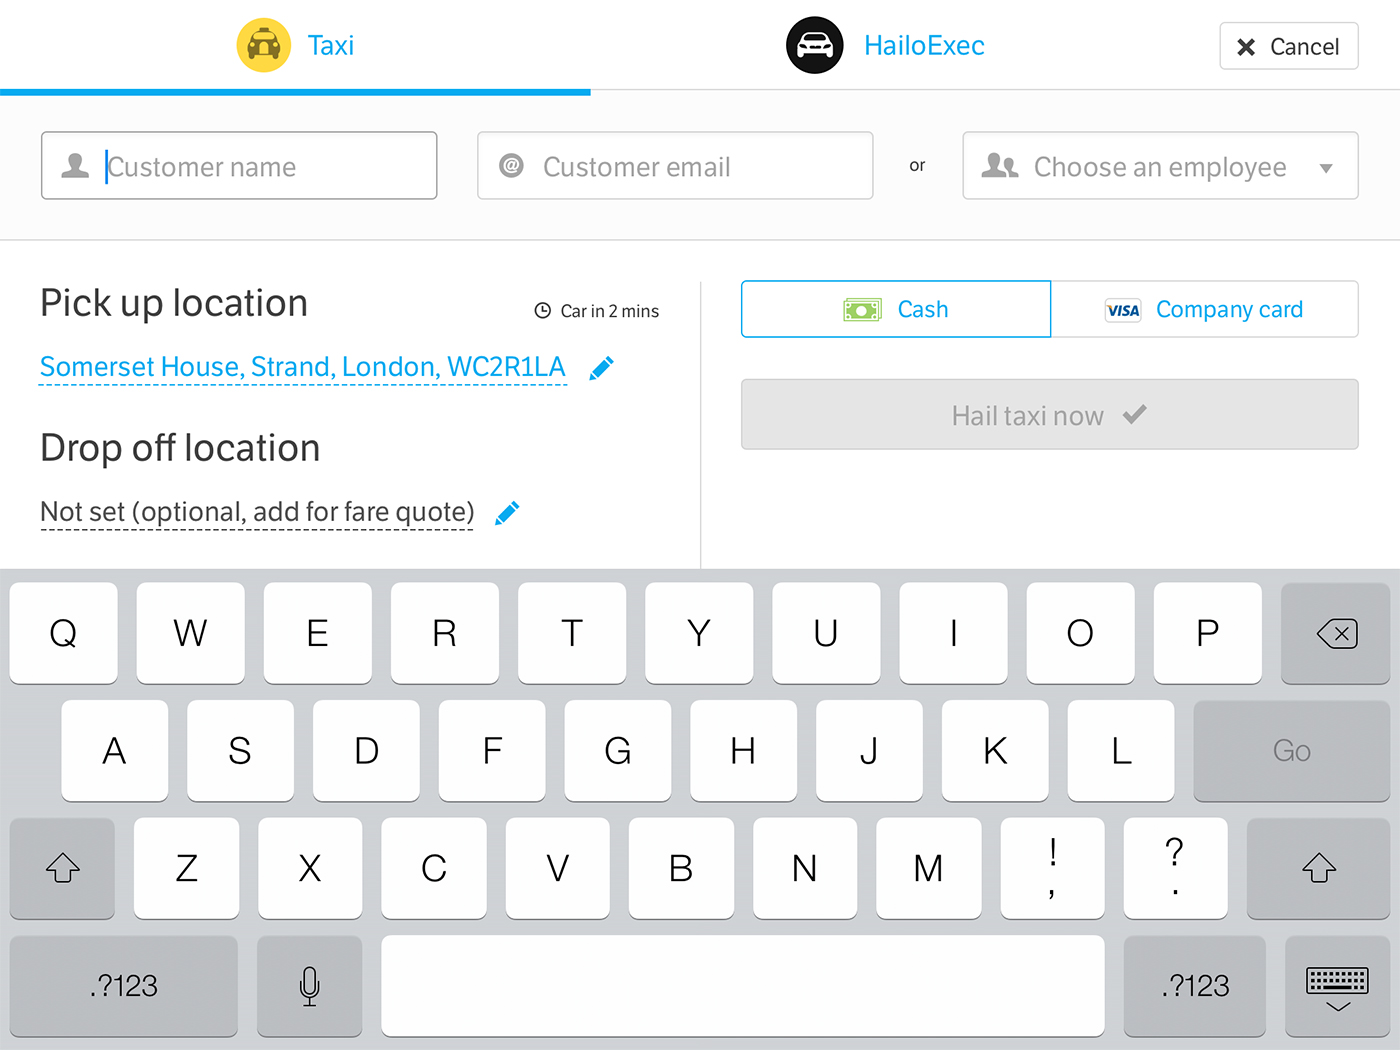 Taxi
HailoExec
Cancel
Customer name
@ Customer email
or
Choose an employee
Pick up location
Car in 2 mins
Somerset House, Strand, London, WC2R1LA
Drop off location
Not set (optional, add for fare quote)
Cash
VISA Company card
Hail taxi now
Q W E R T Y U I O P
A S D F G H J K L Go
Z X C V B N M ! , ? .
.?123 .?123